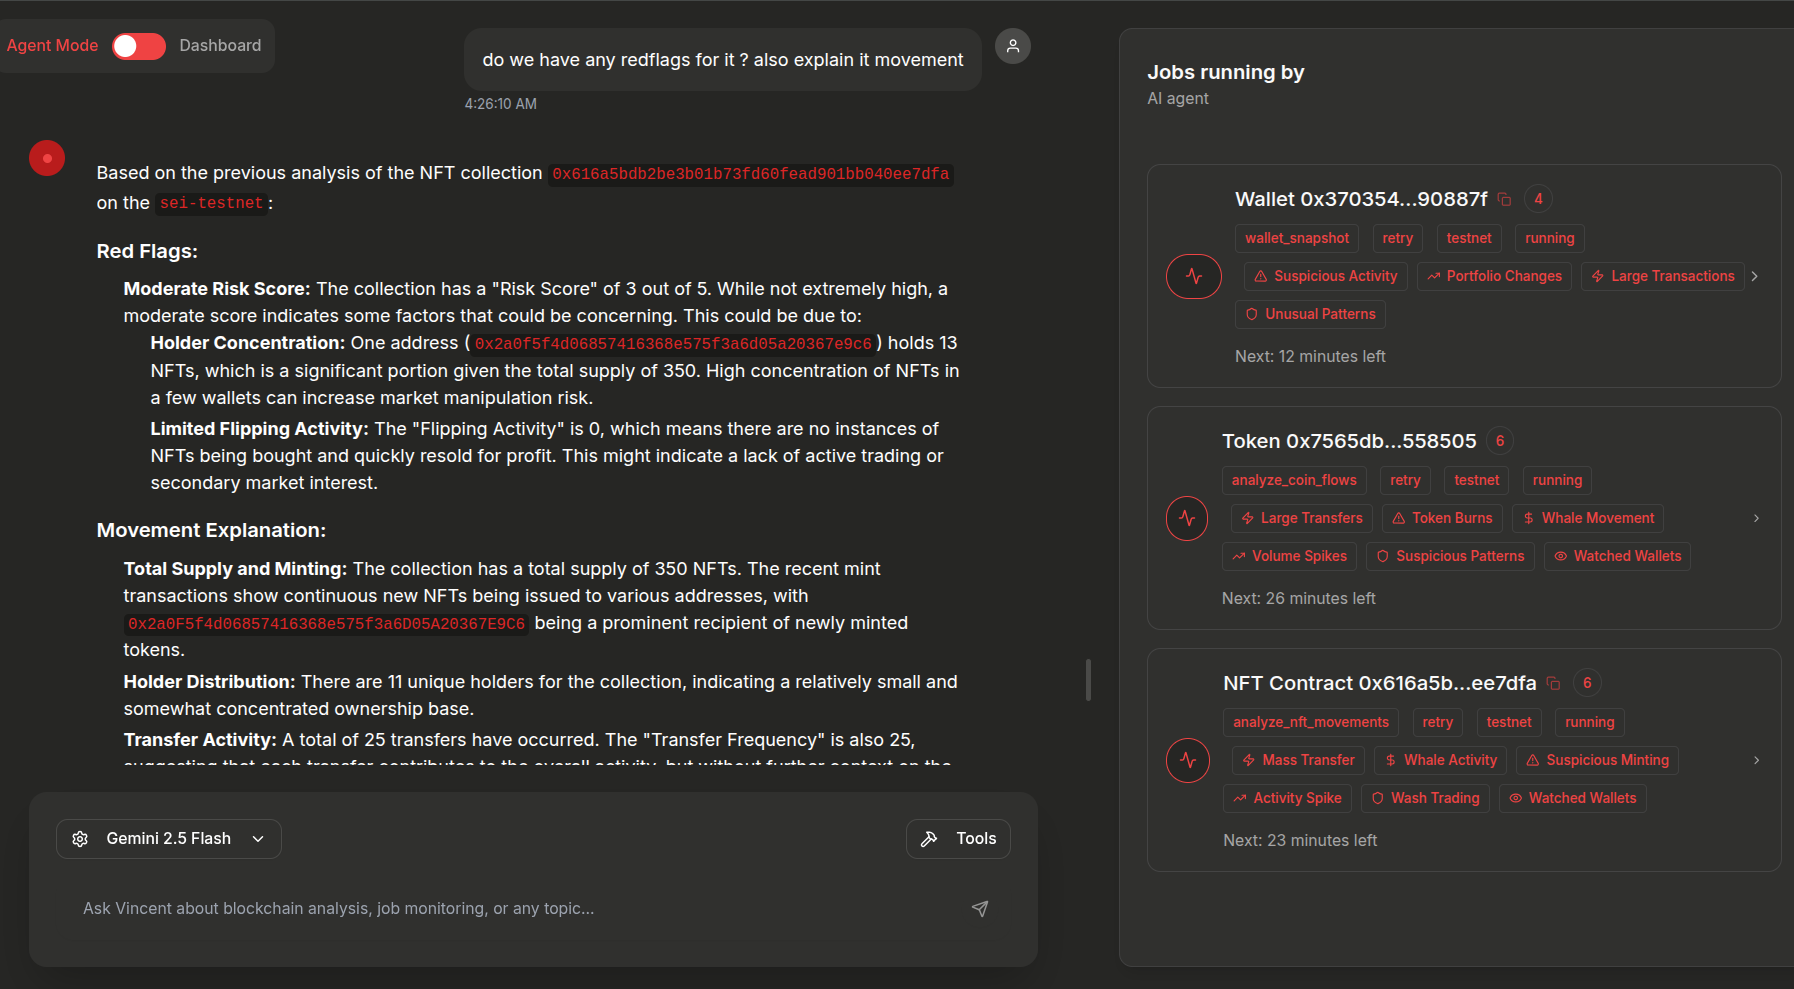 Agent Mode
Dashboard
do we have any redflags for it ? also explain it movement
4:26:10 AM
Based on the previous analysis of the NFT collection 0x616a5bdb2be3b01b73fd60fead901bb040ee7dfa
on the sei-testnet:
Red Flags:
Moderate Risk Score: The collection has a "Risk Score" of 3 out of 5. While not extremely high, a
moderate score indicates some factors that could be concerning. This could be due to:
Holder Concentration: One address (0x2a0f5f4d06857416368e575f3a6d05a20367e9c6) holds 13
NFTs, which is a significant portion given the total supply of 350. High concentration of NFTs in
a few wallets can increase market manipulation risk.
Limited Flipping Activity: The "Flipping Activity" is 0, which means there are no instances of
NFTs being bought and quickly resold for profit. This might indicate a lack of active trading or
secondary market interest.
Movement Explanation:
Total Supply and Minting: The collection has a total supply of 350 NFTs. The recent mint
transactions show continuous new NFTs being issued to various addresses, with
0x2a0F5f4d06857416368e575f3a6D05A20367E9C6 being a prominent recipient of newly minted
tokens.
Holder Distribution: There are 11 unique holders for the collection, indicating a relatively small and
somewhat concentrated ownership base.
Transfer Activity: A total of 25 transfers have occurred. The "Transfer Frequency" is also 25,
suggesting that each transfer contributes to the overall activity, but without further context on the
Gemini 2.5 Flash
Tools
Ask Vincent about blockchain analysis, job monitoring, or any topic...
Jobs running by
AI agent
Wallet 0x370354...90887f 4
wallet_snapshot retry testnet running
Suspicious Activity Portfolio Changes Large Transactions
Unusual Patterns
Next: 12 minutes left
Token 0x7565db...558505 6
analyze_coin_flows retry testnet running
Large Transfers Token Burns Whale Movement
Volume Spikes Suspicious Patterns Watched Wallets
Next: 26 minutes left
NFT Contract 0x616a5b...ee7dfa 6
analyze_nft_movements retry testnet running
Mass Transfer Whale Activity Suspicious Minting
Activity Spike Wash Trading Watched Wallets
Next: 23 minutes left